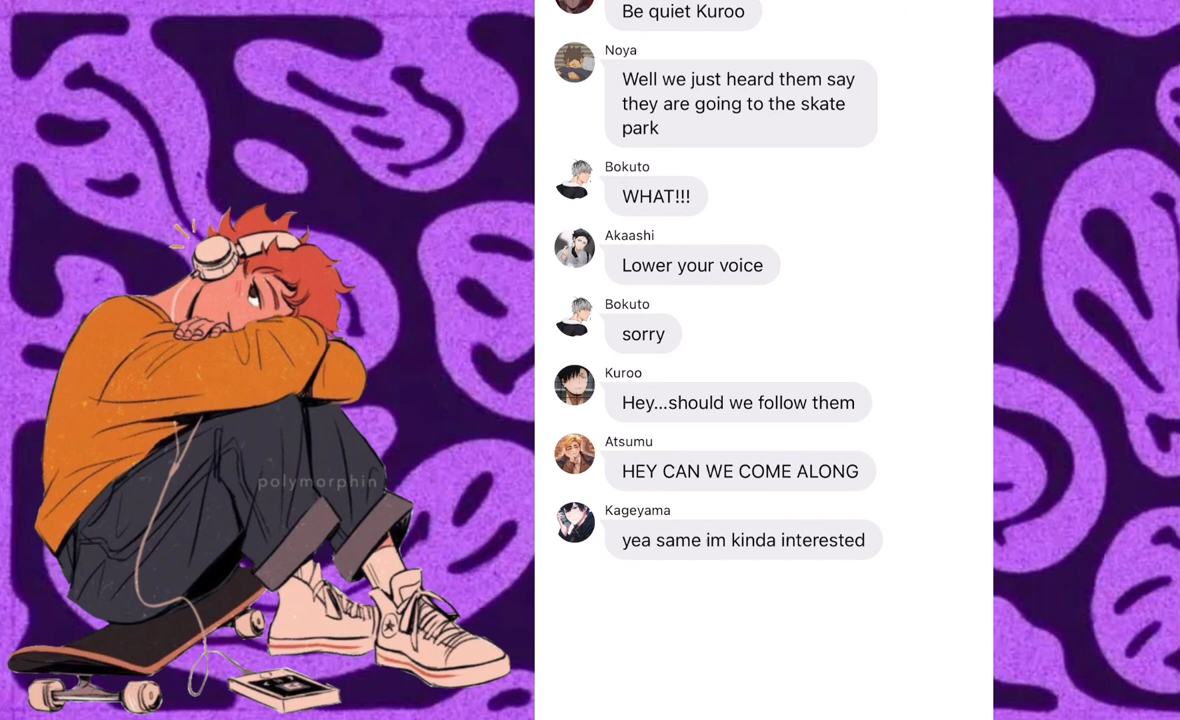 Be quiet Kuroo
Noya
Well we just heard them say
they are going to the skate
park
Bokuto
WHAT!!!
Akaashi
Lower your voice
Bokuto
sorry
Kuroo
Hey...should we follow them
Atsumu
HEY CAN WE COME ALONG
Kageyama
yea same im kinda interested
polymorphin